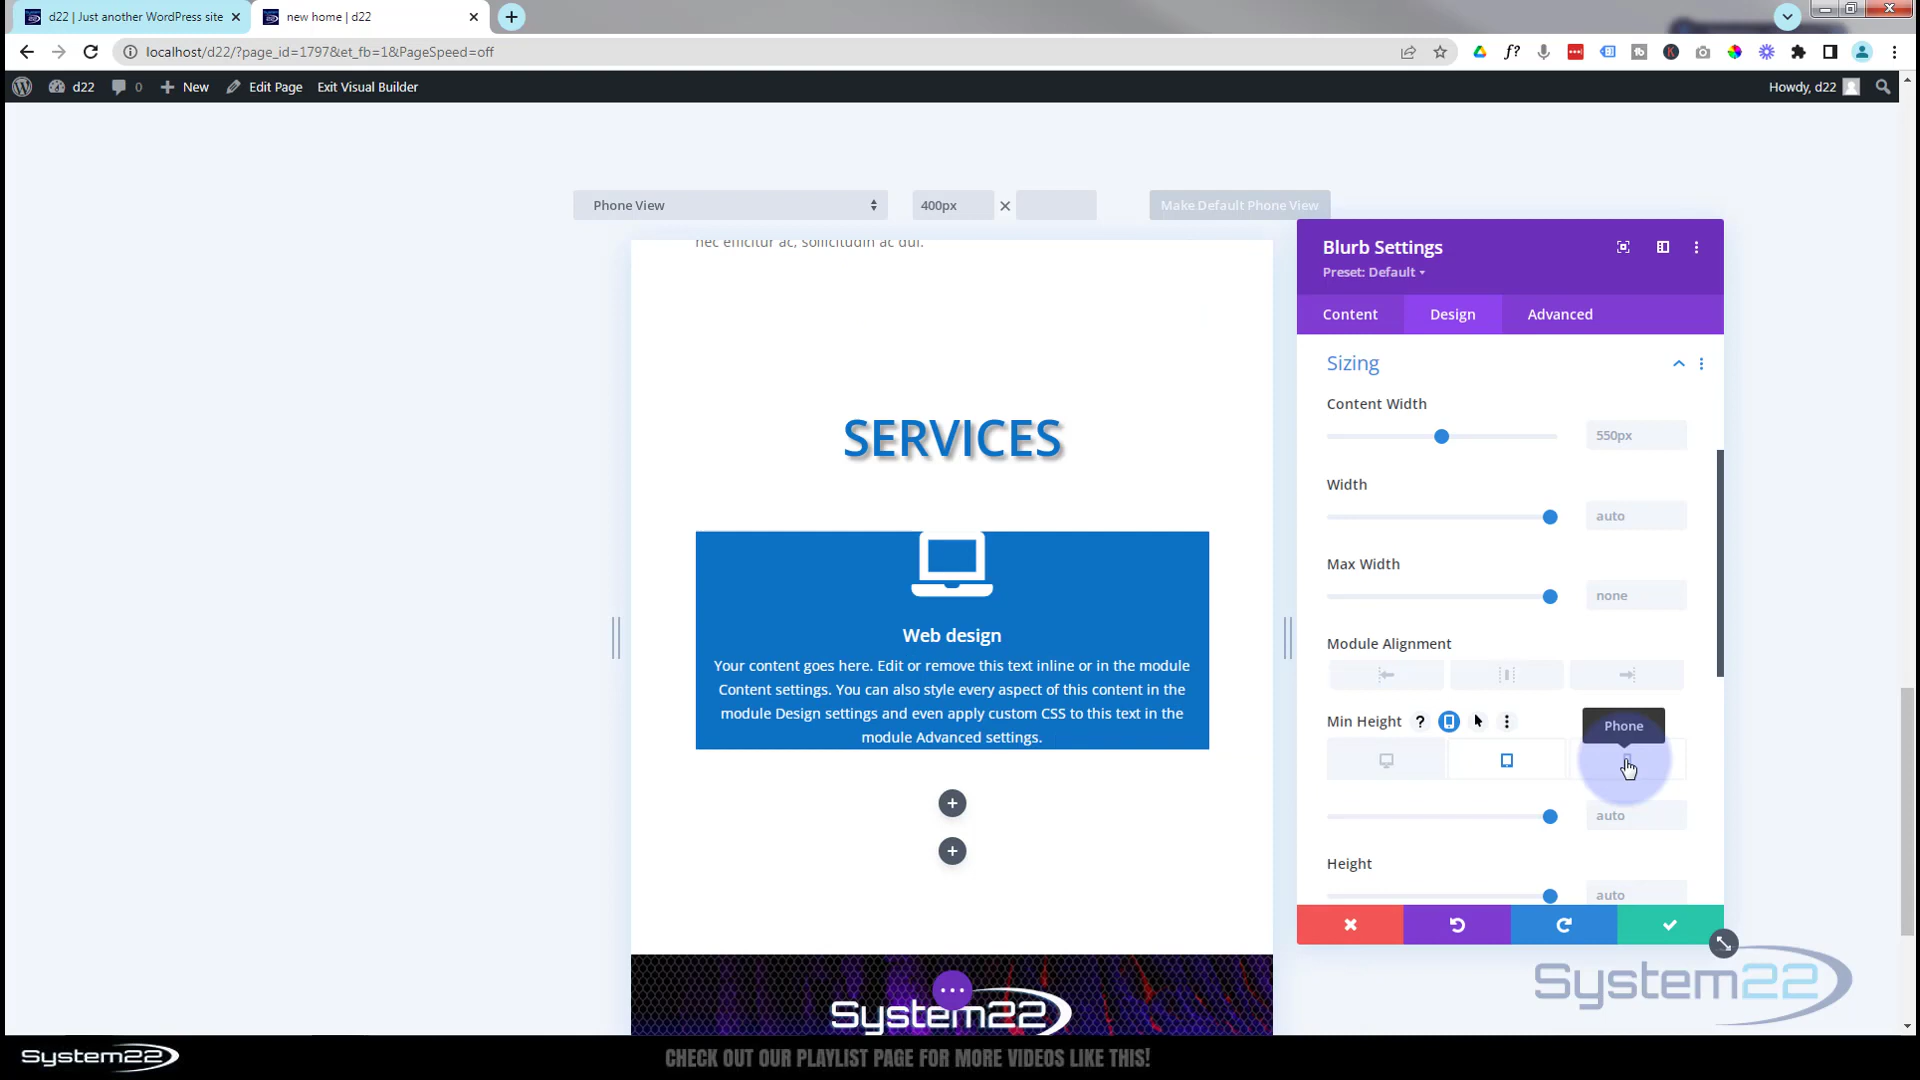 d22 | Just another WordPress site
new home | d22
localhost/d22/?page_id=1797&et_fb=1&PageSpeed=off
d22
0
New
Edit Page
Exit Visual Builder
Howdy, d22
Phone View
400px
Make Default Phone View
nec efficitur ac, sollicitudin ac dui.
SERVICES
Web design
Your content goes here. Edit or remove this text inline or in the module
Content settings. You can also style every aspect of this content in the
module Design settings and even apply custom CSS to this text in the
module Advanced settings.
System22
Blurb Settings
Preset: Default
Content
Design
Advanced
Sizing
Content Width
550px
Width
auto
Max Width
none
Module Alignment
Min Height
Phone
auto
Height
auto
System22
System22
CHECK OUT OUR PLAYLIST PAGE FOR MORE VIDEOS LIKE THIS!